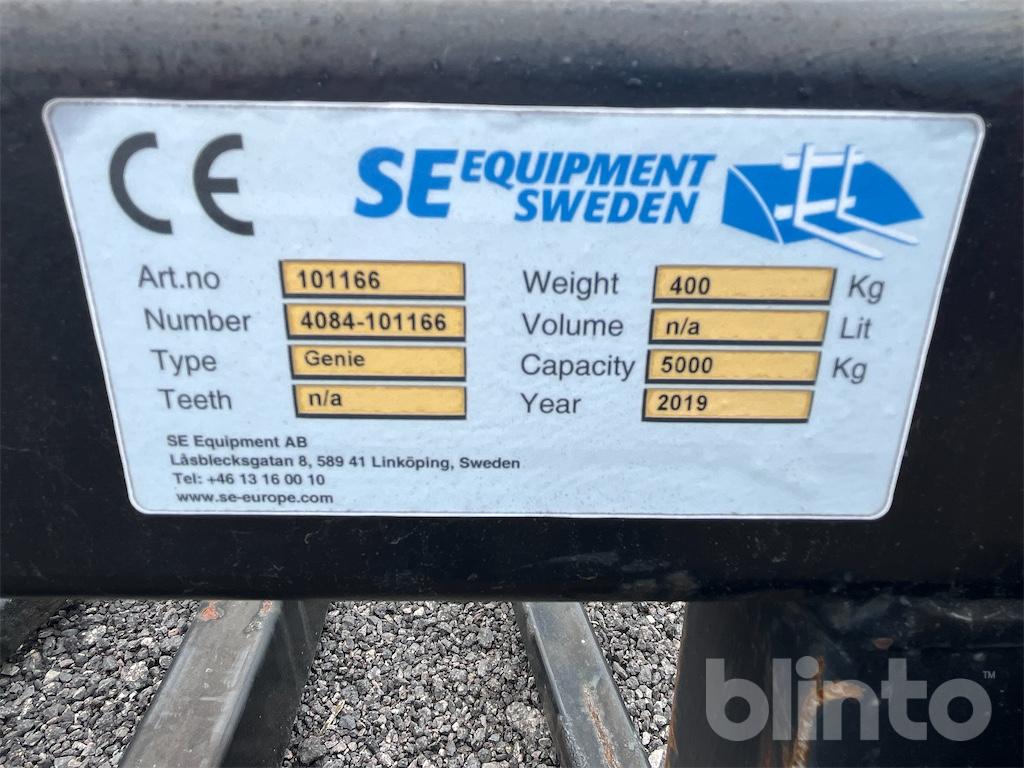 CE
SE EQUIPMENT
SWEDEN
Art.no 101166
Number 4084-101166
Type Genie
Teeth n/a
Weight 400 Kg
Volume n/a Lit
Capacity 5000 Kg
Year 2019
SE Equipment AB
Låsblecksgatan 8, 589 41 Linköping, Sweden
Tel: +46 13 16 00 10
www.se-europe.com
blinto™